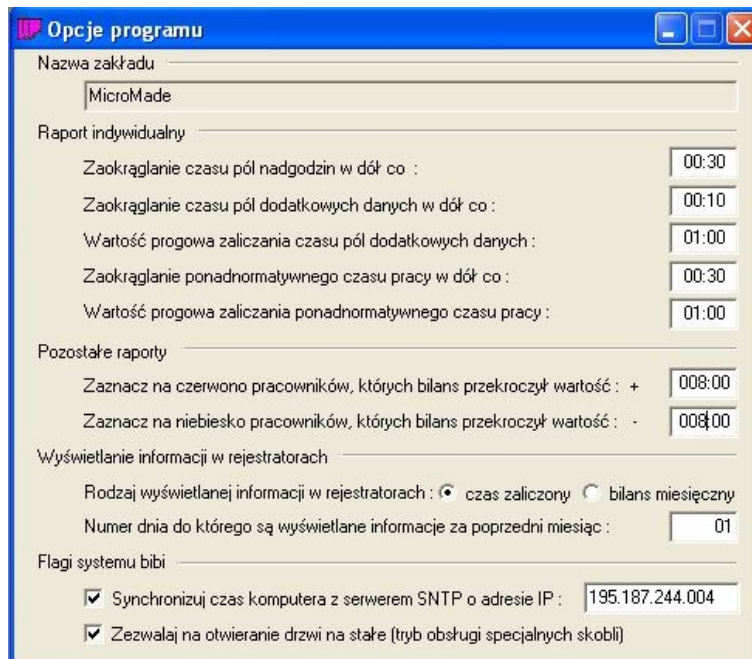 Opcje programu
Nazwa zakładu
MicroMade
Raport indywidualny
Zaokrąglanie czasu pól nadgodzin w dół co : 00:30
Zaokrąglanie czasu pól dodatkowych danych w dół co : 00:10
Wartość progowa zaliczania czasu pól dodatkowych danych : 01:00
Zaokrąglanie ponadnormatywnego czasu pracy w dół co : 00:30
Wartość progowa zaliczania ponadnormatywnego czasu pracy : 01:00
Pozostałe raporty
Zaznacz na czerwono pracowników, których bilans przekroczył wartość : + 008:00
Zaznacz na niebiesko pracowników, których bilans przekroczył wartość : - 008:00
Wyświetlanie informacji w rejestratorach
Rodzaj wyświetlanej informacji w rejestratorach : czas zaliczony bilans miesięczny
Numer dnia do którego są wyświetlane informacje za poprzedni miesiąc : 01
Flagi systemu bibi
Synchronizuj czas komputera z serwerem SNTP o adresie IP : 195.187.244.004
Zezwalaj na otwieranie drzwi na stałe (tryb obsługi specjalnych skobli)